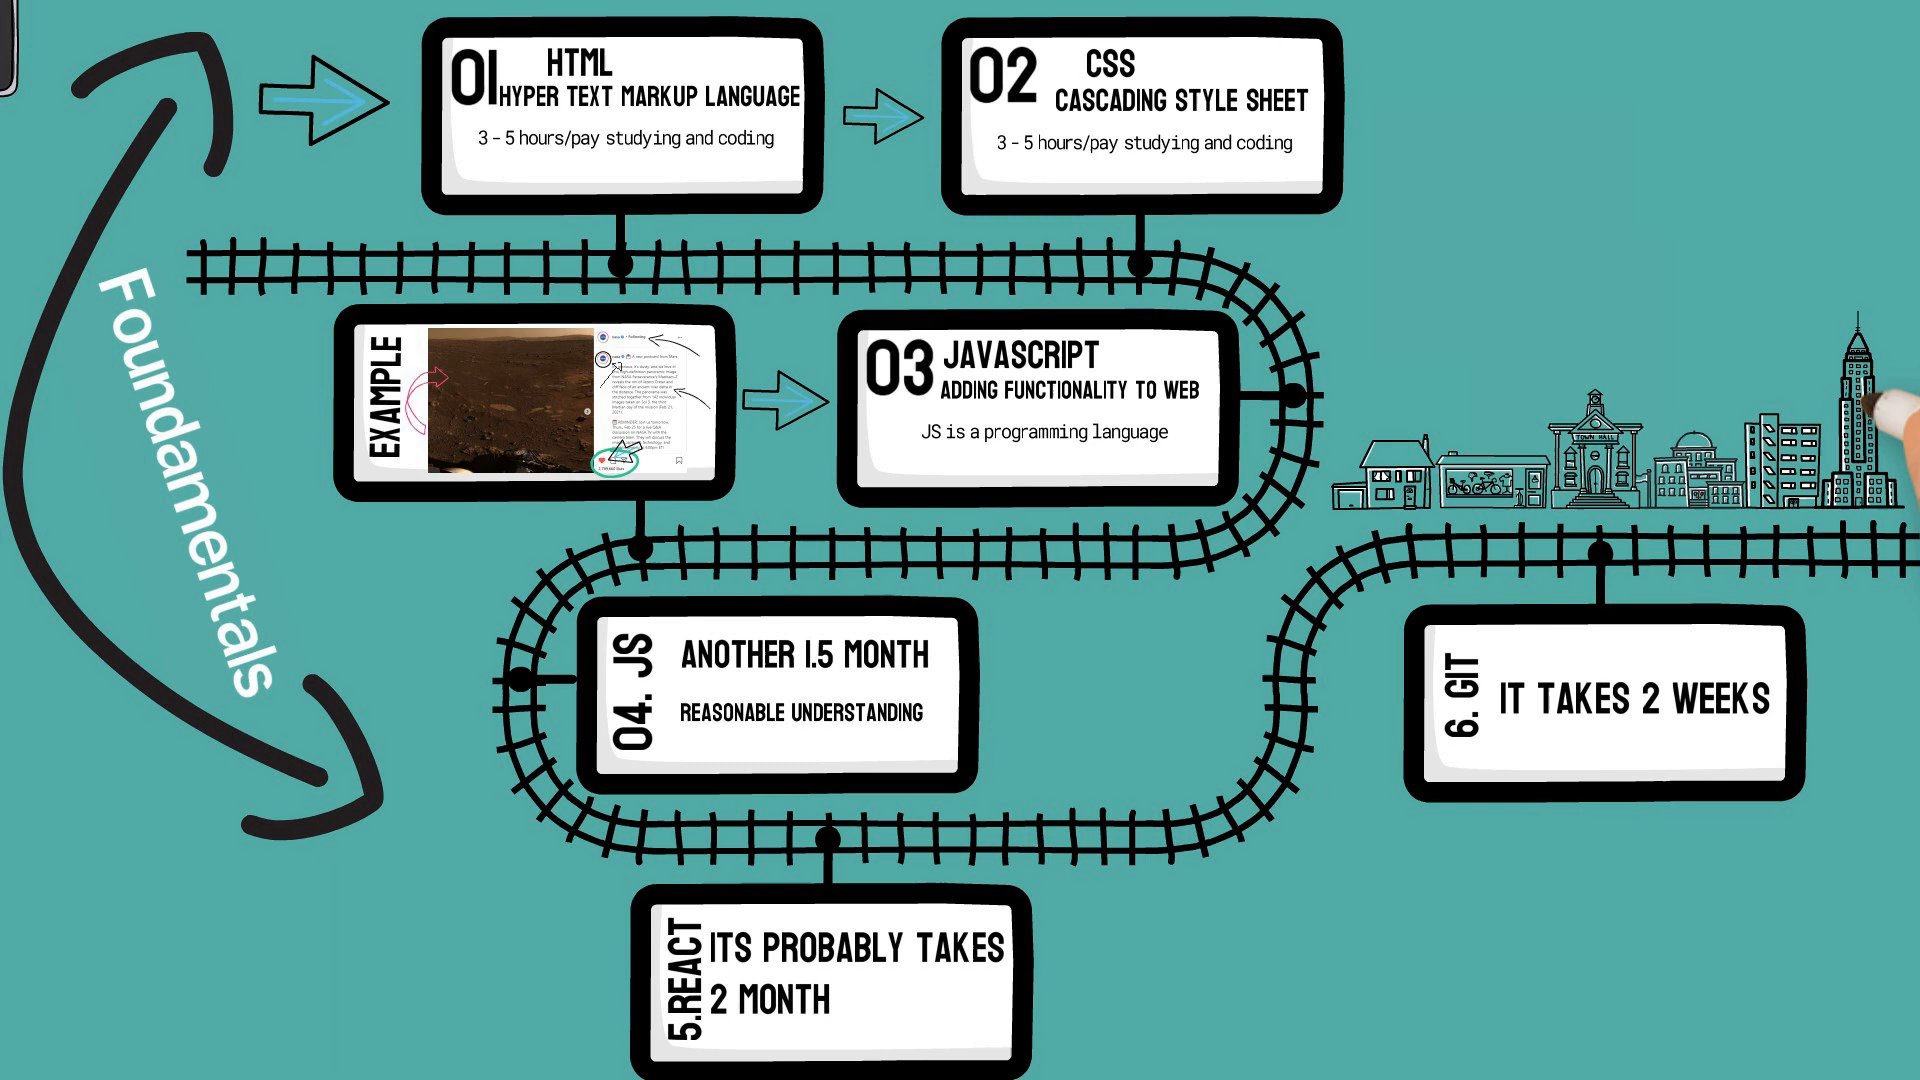 01
HTML
HYPER TEXT MARKUP LANGUAGE
3 - 5 hours/pay studying and coding
02
CSS
CASCADING STYLE SHEET
3 - 5 hours/pay studying and coding
Foundamentals
EXAMPLE
03
JAVASCRIPT
ADDING FUNCTIONALITY TO WEB
JS is a programming language
TOWN HALL
04. JS
ANOTHER 1.5 MONTH
REASONABLE UNDERSTANDING
6. GIT
IT TAKES 2 WEEKS
5.REACT
ITS PROBABLY TAKES
2 MONTH